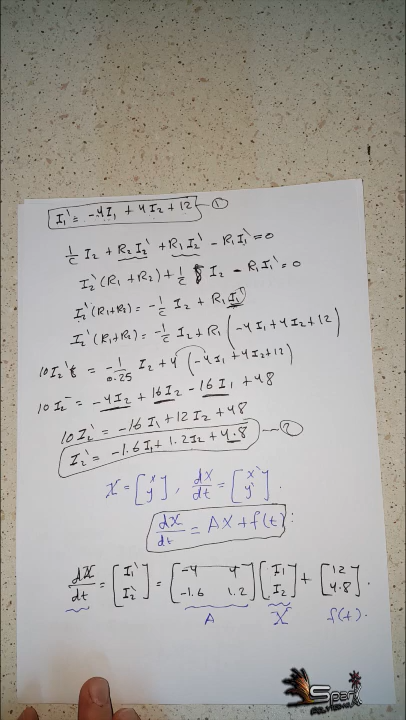 I₁` = -4I₁ + 4I₂ + 12 ①
1/C I₂ + R₂I₂` + R₁I₂` - R₁I₁` = 0
I₂`(R₁+R₂) + 1/C I₂ - R₁I₁` = 0
I₂`(R₁+R₂) = -1/C I₂ + R₁I₁`
I₂`(R₁+R₂) = -1/C I₂ + R₁(-4I₁+4I₂+12)
10I₂` = -1/0.25 I₂ + 4(-4I₁+4I₂+12)
10I₂` = -4I₂ + 16I₂ - 16I₁ + 48
10I₂` = -16I₁ + 12I₂ + 48
I₂` = -1.6I₁ + 1.2I₂ + 4.8 ②
X = [x y], dX/dt = [x` y`].
dX/dt = AX + f(t):
dX/dt = [I₁` I₂`] = [-4 4 -1.6 1.2] [I₁ I₂] + [12 4.8].
A X f(t).
Spark